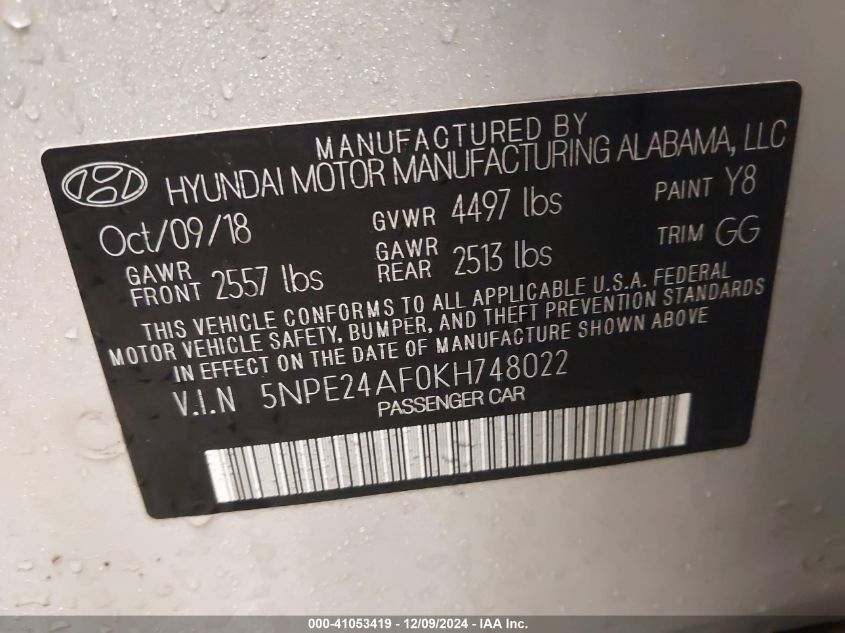 MANUFACTURED BY
HYUNDAI MOTOR MANUFACTURING ALABAMA, LLC
Oct/09/18 GVWR 4497 lbs PAINT Y8
GAWR FRONT 2557 lbs GAWR REAR 2513 lbs TRIM GG
THIS VEHICLE CONFORMS TO ALL APPLICABLE U.S.A. FEDERAL
MOTOR VEHICLE SAFETY, BUMPER, AND THEFT PREVENTION STANDARDS
IN EFFECT ON THE DATE OF MANUFACTURE SHOWN ABOVE
V.I.N 5NPE24AF0KH748022
PASSENGER CAR
000-41053419 - 12/09/2024 - IAA Inc.